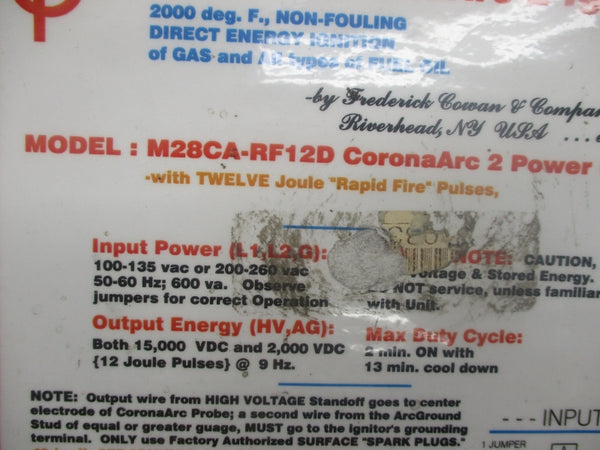 2000 deg. F., NON-FOULING
DIRECT ENERGY IGNITION
of GAS and All types of FUEL OIL
-by Frederick Cowan & Compan
Riverhead, NY USA ...
MODEL : M28CA-RF12D CoronaArc 2 Power
-with TWELVE Joule "Rapid Fire" Pulses,
Input Power (L1,L2,G):
100-135 vac or 200-260 vac
50-60 Hz; 600 va. Observe
jumpers for correct Operation
NOTE: CAUTION,
Voltage & Stored Energy.
DO NOT service, unless familiar
with Unit.
Output Energy (HV,AG):
Both 15,000 VDC and 2,000 VDC
{12 Joule Pulses} @ 9 Hz.
Max Duty Cycle:
2 min. ON with
13 min. cool down
NOTE: Output wire from HIGH VOLTAGE Standoff goes to center
electrode of CoronaArc Probe; a second wire from the ArcGround
Stud of equal or greater guage, MUST go to the Ignitor's grounding
terminal. ONLY use Factory Authorized SURFACE "SPARK PLUGS."
--- INPUT
1 JUMPER